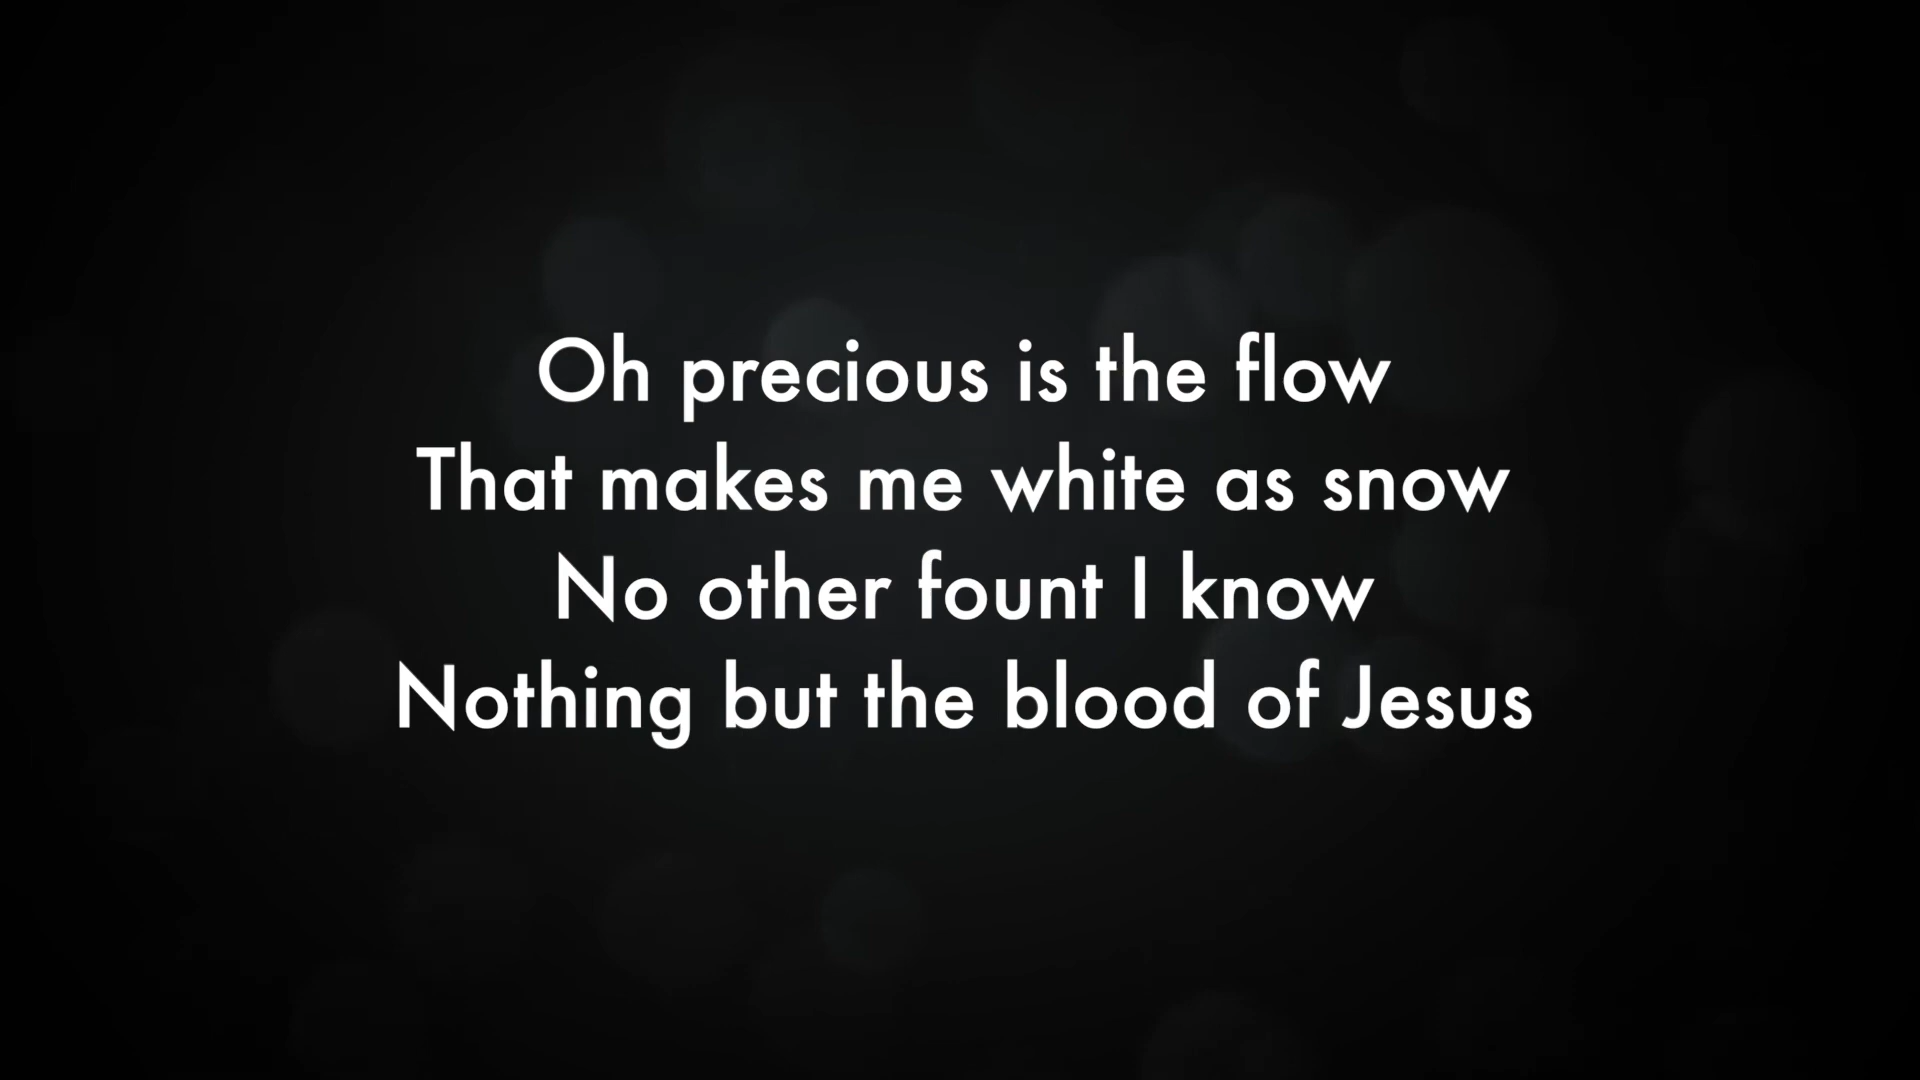 Oh precious is the flow
That makes me white as snow
No other fount I know
Nothing but the blood of Jesus